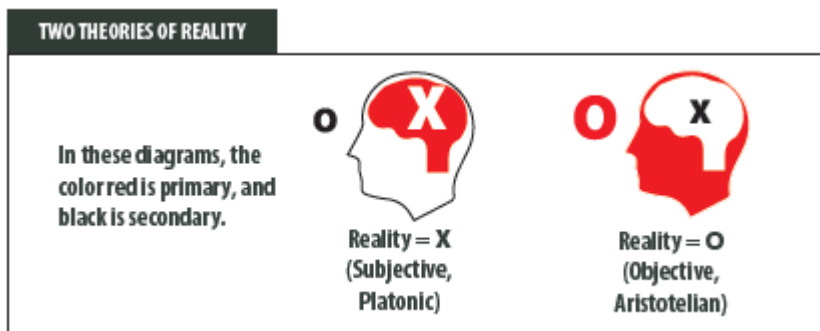 TWO THEORIES OF REALITY
In these diagrams, the
color red is primary, and
black is secondary.
O
X
Reality = X
(Subjective,
Platonic)
O
X
Reality = O
(Objective,
Aristotelian)